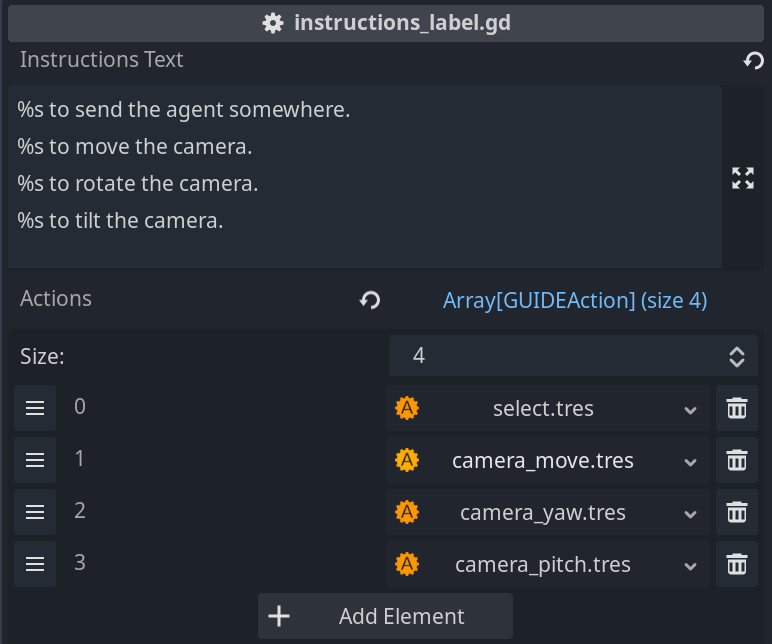 instructions_label.gd
Instructions Text
%s to send the agent somewhere.
%s to move the camera.
%s to rotate the camera.
%s to tilt the camera.
Actions Array[GUIDEAction] (size 4)
Size: 4
0 A select.tres
1 A camera_move.tres
2 A camera_yaw.tres
3 A camera_pitch.tres
Add Element